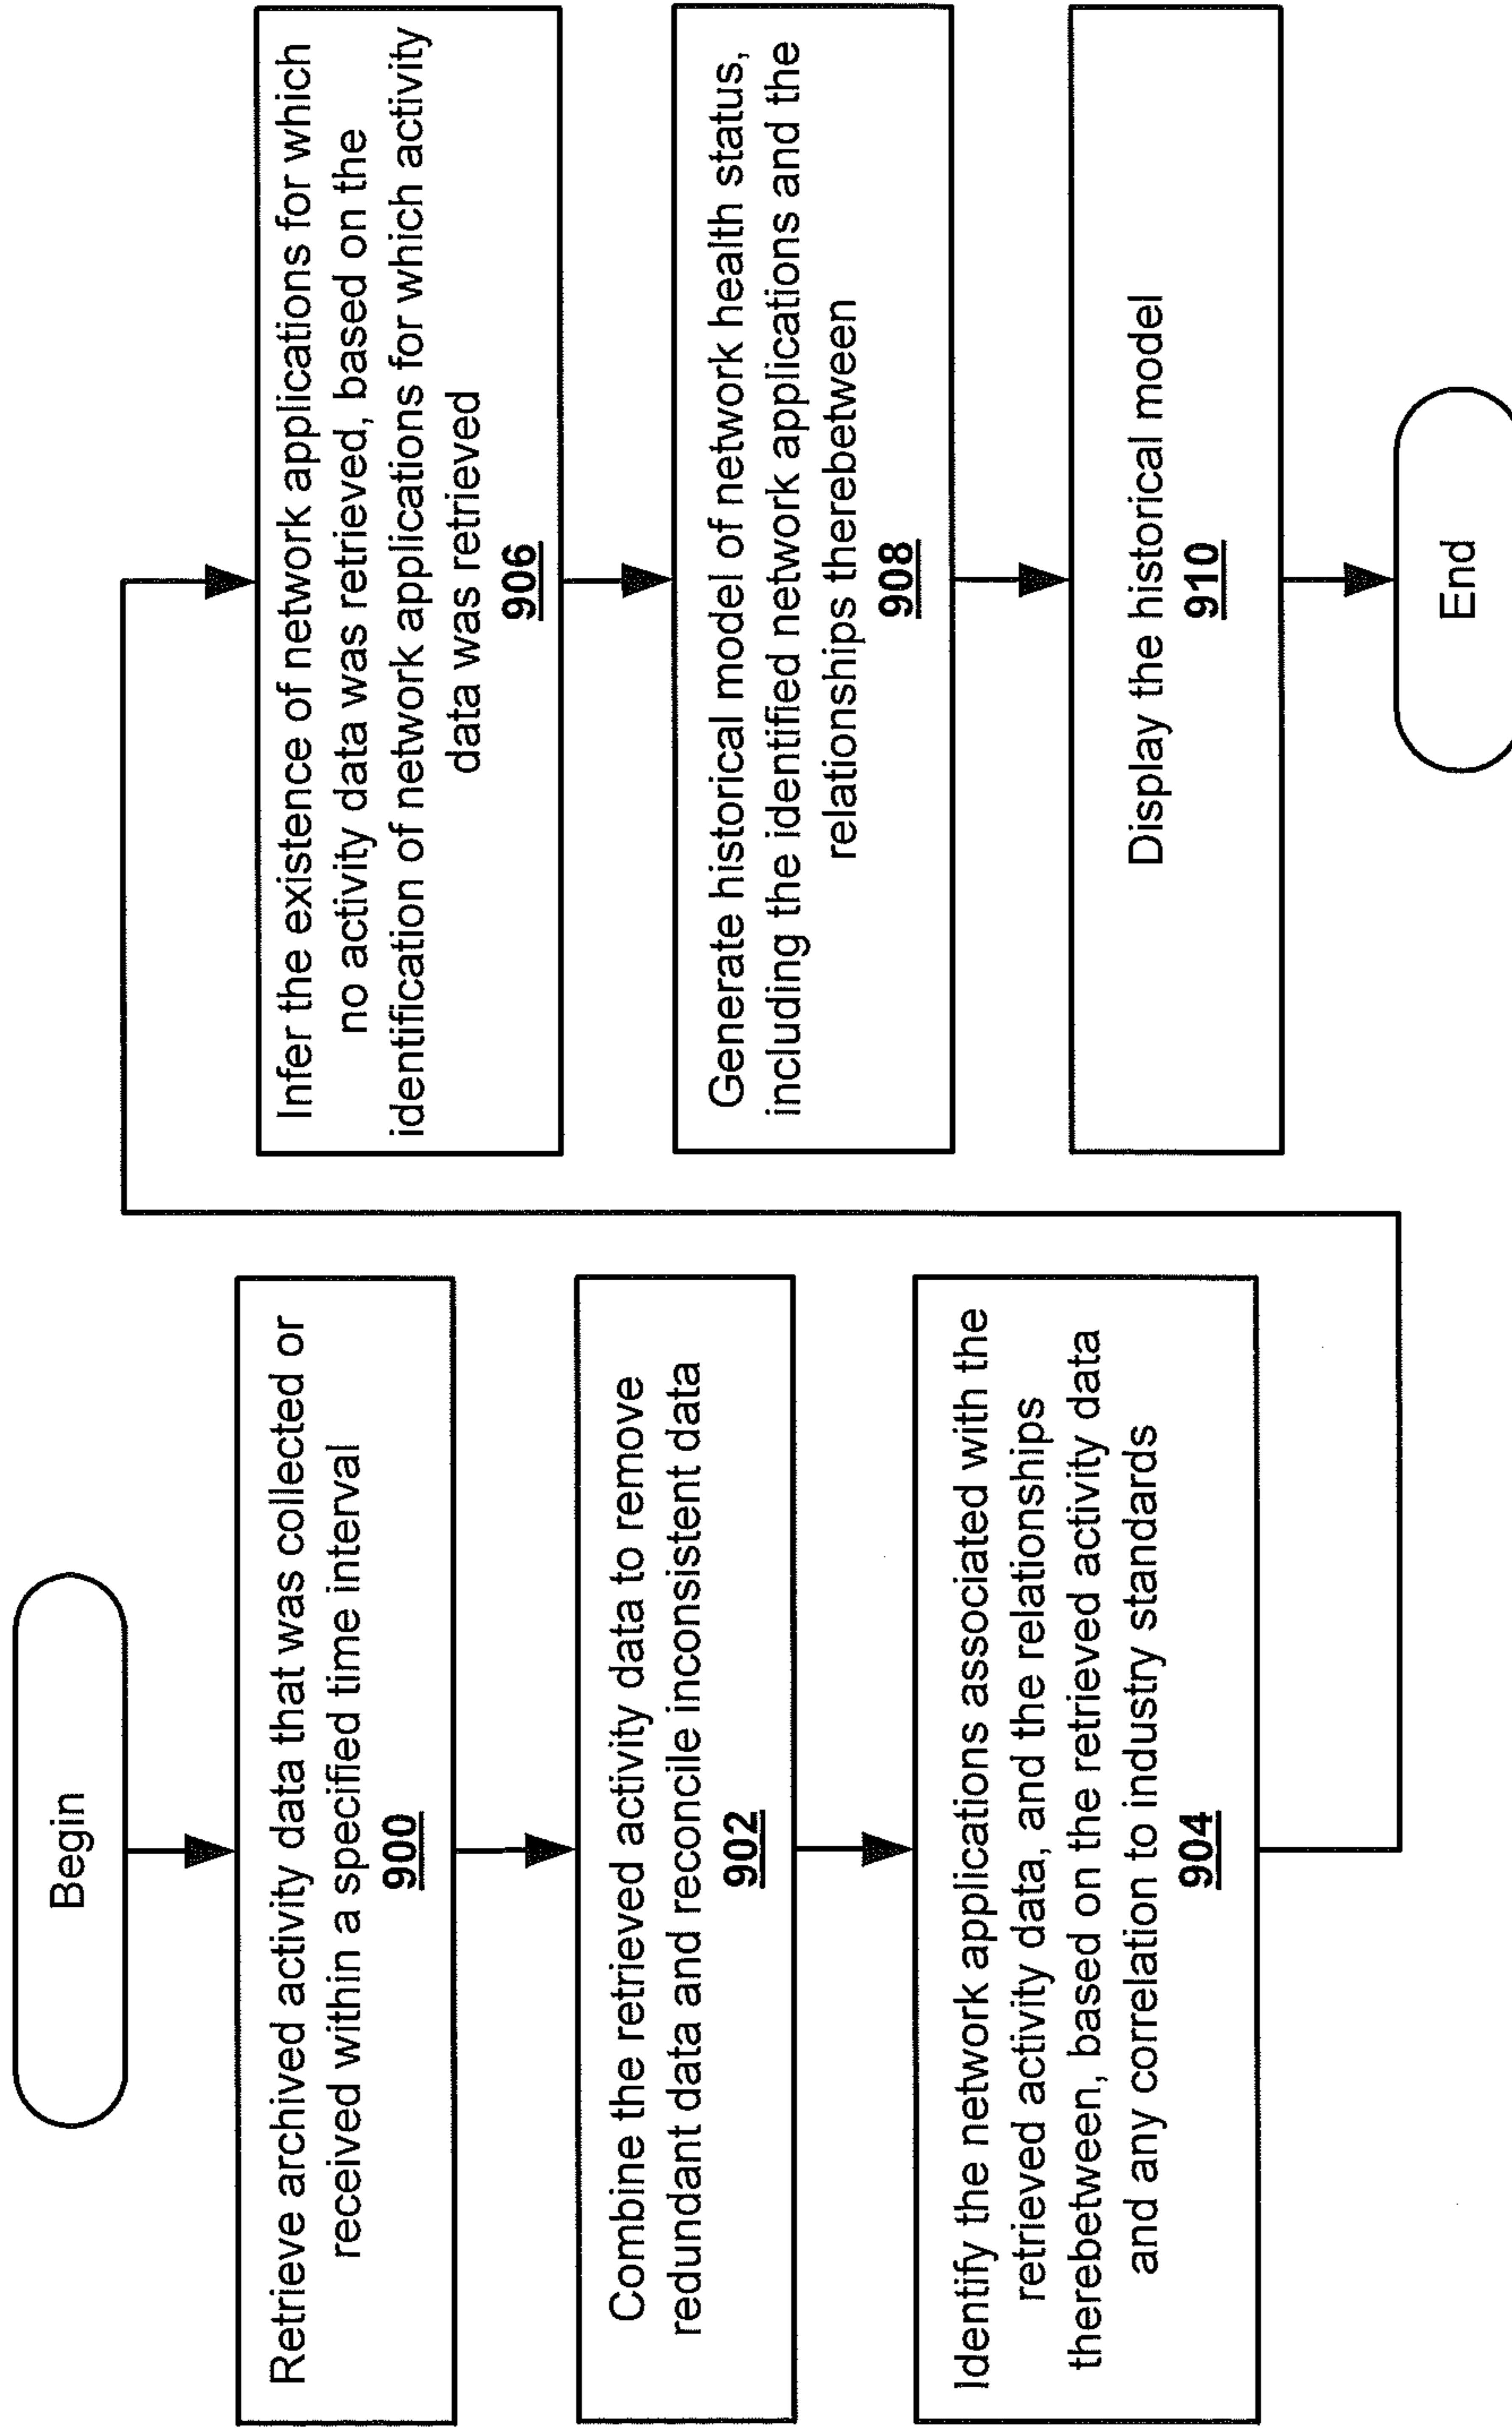 Begin
Retrieve archived activity data that was collected or
received within a specified time interval
900
Combine the retrieved activity data to remove
redundant data and reconcile inconsistent data
902
Identify the network applications associated with the
retrieved activity data, and the relationships
therebetween, based on the retrieved activity data
and any correlation to industry standards
904
Infer the existence of network applications for which
no activity data was retrieved, based on the
identification of network applications for which activity
data was retrieved
906
Generate historical model of network health status,
including the identified network applications and the
relationships therebetween
908
Display the historical model
910
End